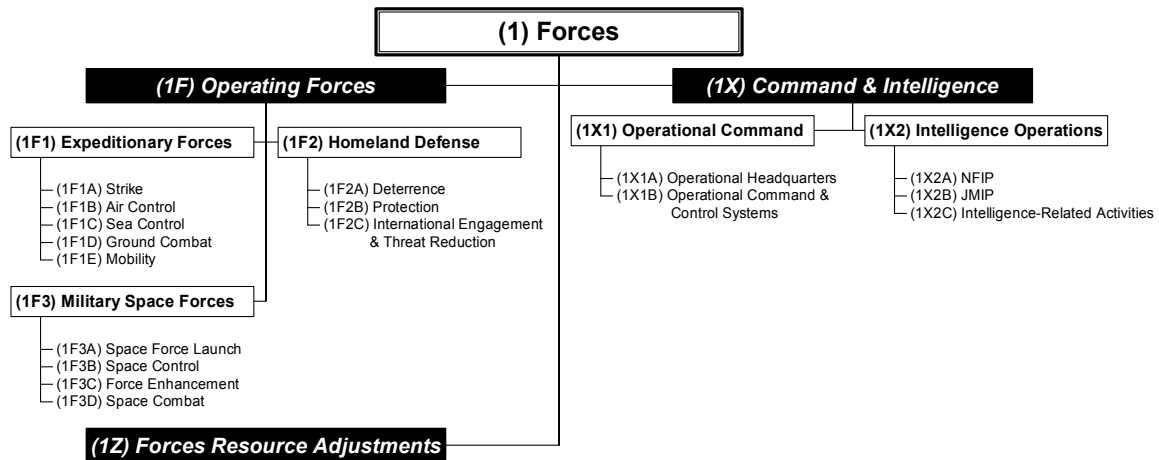 (1) Forces
(1F) Operating Forces
(1X) Command & Intelligence
(1F1) Expeditionary Forces
(1F1A) Strike
(1F1B) Air Control
(1F1C) Sea Control
(1F1D) Ground Combat
(1F1E) Mobility
(1F2) Homeland Defense
(1F2A) Deterrence
(1F2B) Protection
(1F2C) International Engagement
& Threat Reduction
(1X1) Operational Command
(1X1A) Operational Headquarters
(1X1B) Operational Command &
Control Systems
(1X2) Intelligence Operations
(1X2A) NFIP
(1X2B) JMIP
(1X2C) Intelligence-Related Activities
(1F3) Military Space Forces
(1F3A) Space Force Launch
(1F3B) Space Control
(1F3C) Force Enhancement
(1F3D) Space Combat
(1Z) Forces Resource Adjustments